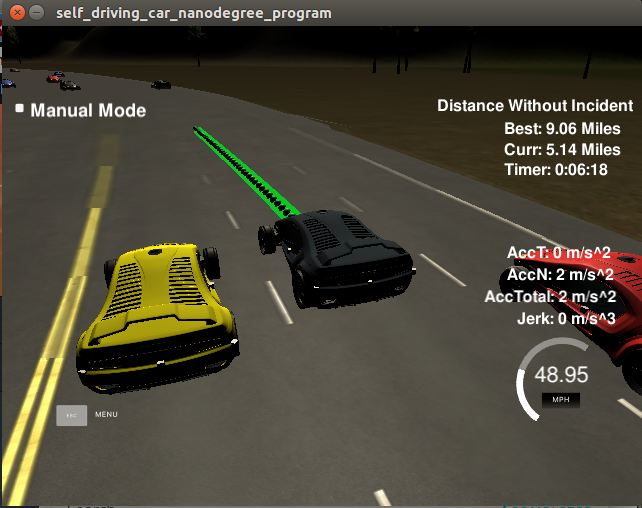 self_driving_car_nanodegree_program
Manual Mode
Distance Without Incident
Best: 9.06 Miles
Curr: 5.14 Miles
Timer: 0:06:18
AccT: 0 m/s^2
AccN: 2 m/s^2
AccTotal: 2 m/s^2
Jerk: 0 m/s^3
48.95
MPH
ESC
MENU